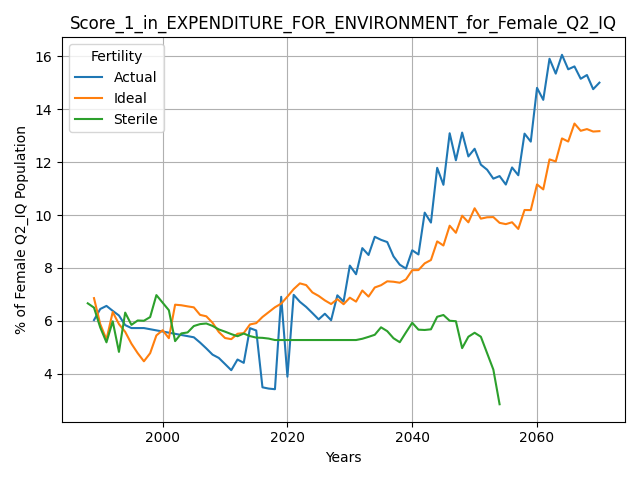 Score_1_in_EXPENDITURE_FOR_ENVIRONMENT_for_Female_Q2_IQ
Fertility
Actual
Ideal
Sterile
% of Female Q2_IQ Population
16
14
12
10
8
6
4
2000
2020
2040
2060
Years